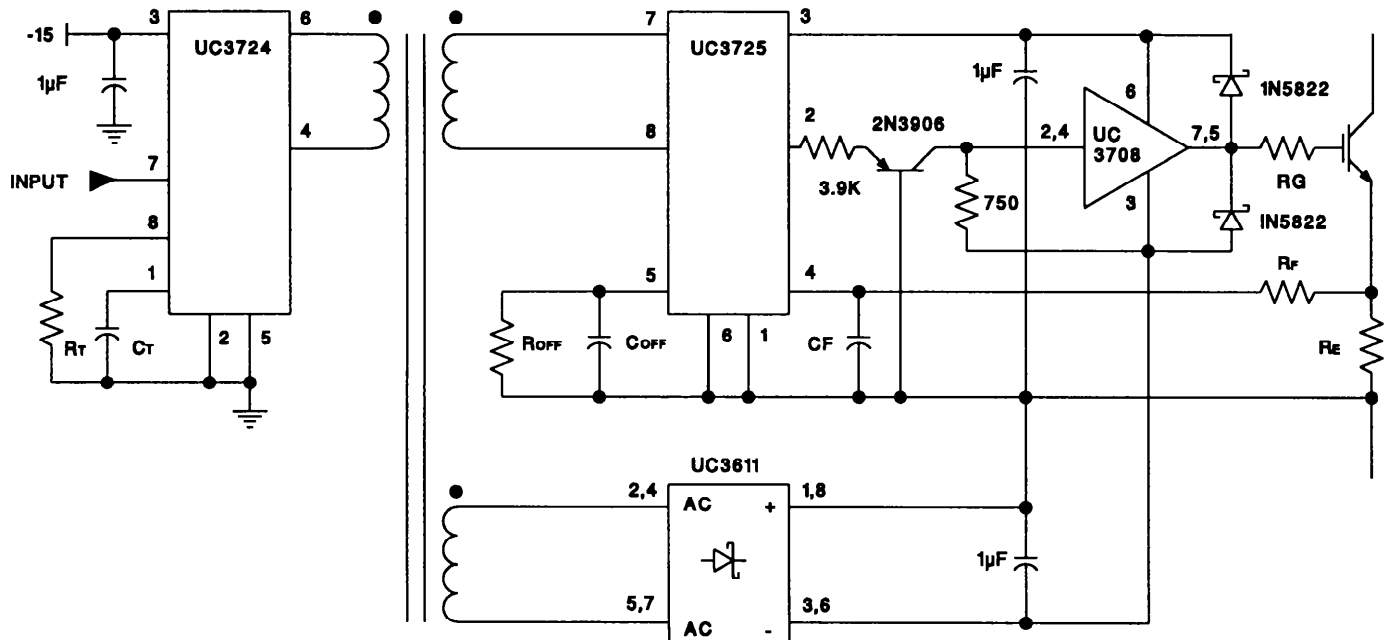 3
6
7
3
-15
UC3724
UC3725
1µF
1µF
6
1N5822
4
8
2
2N3906
2,4
UC
3708
7,5
7
INPUT
3.9K
RG
750
3
IN5822
8
1
5
4
RF
RT
CT
2
5
ROFF
COFF
6
1
CF
RE
UC3611
2,4
AC
+
1,8
1µF
5,7
AC
-
3,6